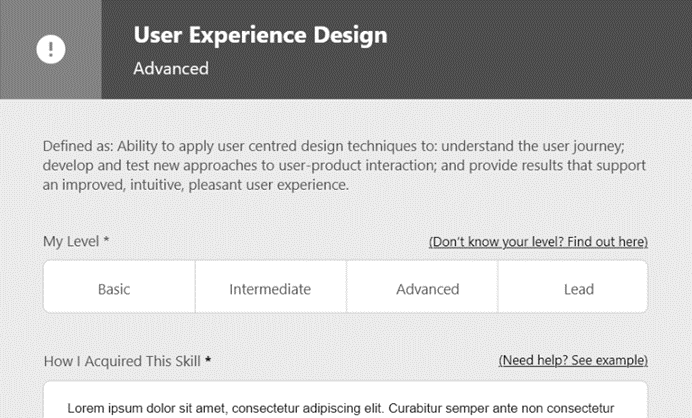 !
User Experience Design
Advanced
Defined as: Ability to apply user centred design techniques to: understand the user journey;
develop and test new approaches to user-product interaction; and provide results that support
an improved, intuitive, pleasant user experience.
My Level * (Don't know your level? Find out here)
Basic Intermediate Advanced Lead
How I Acquired This Skill * (Need help? See example)
Lorem ipsum dolor sit amet, consectetur adipiscing elit. Curabitur semper ante non consectetur